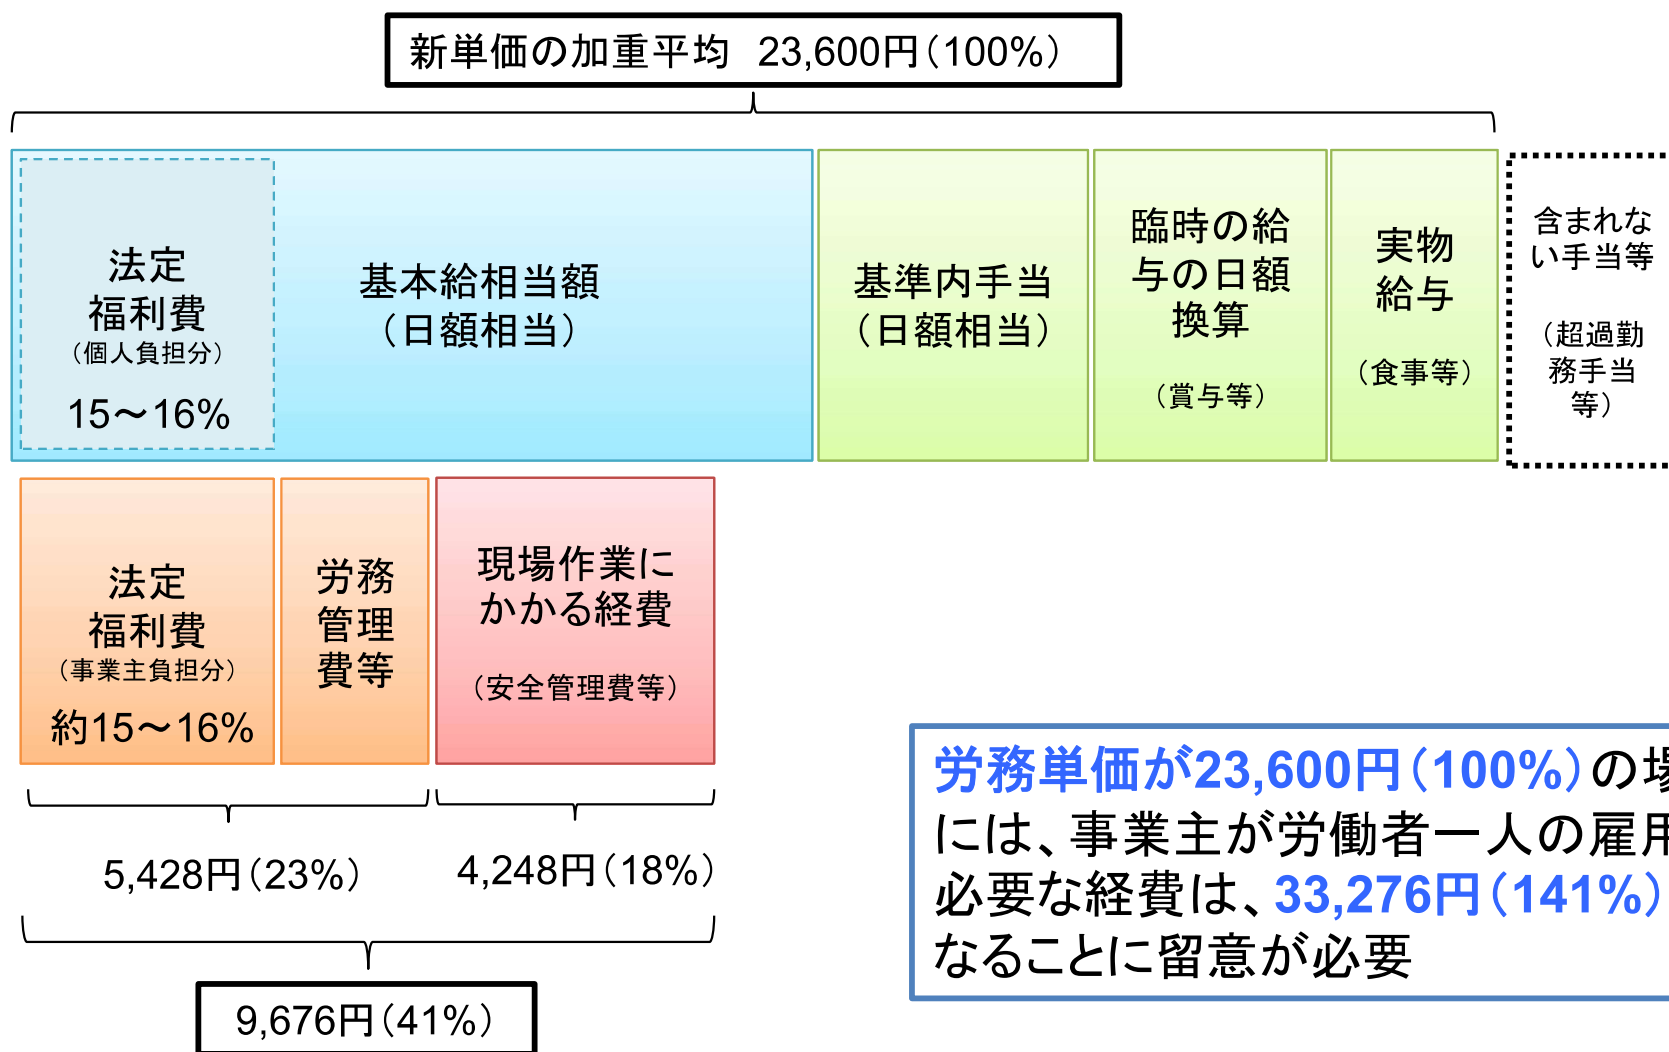 新単価の加重平均 23,600円（100%）
法定
福利費
（個人負担分）
15～16%
基本給相当額
（日額相当）
基準内手当
（日額相当）
臨時の給
与の日額
換算
（賞与等）
実物
給与
（食事等）
含まれな
い手当等
（超過勤
務手当
等）
法定
福利費
（事業主負担分）
約15～16%
労務
管理
費等
現場作業に
かかる経費
（安全管理費等）
5,428円（23%）
4,248円（18%）
9,676円（41%）
労務単価が23,600円（100%）の場
には、事業主が労働者一人の雇用
必要な経費は、33,276円（141%）
なることに留意が必要